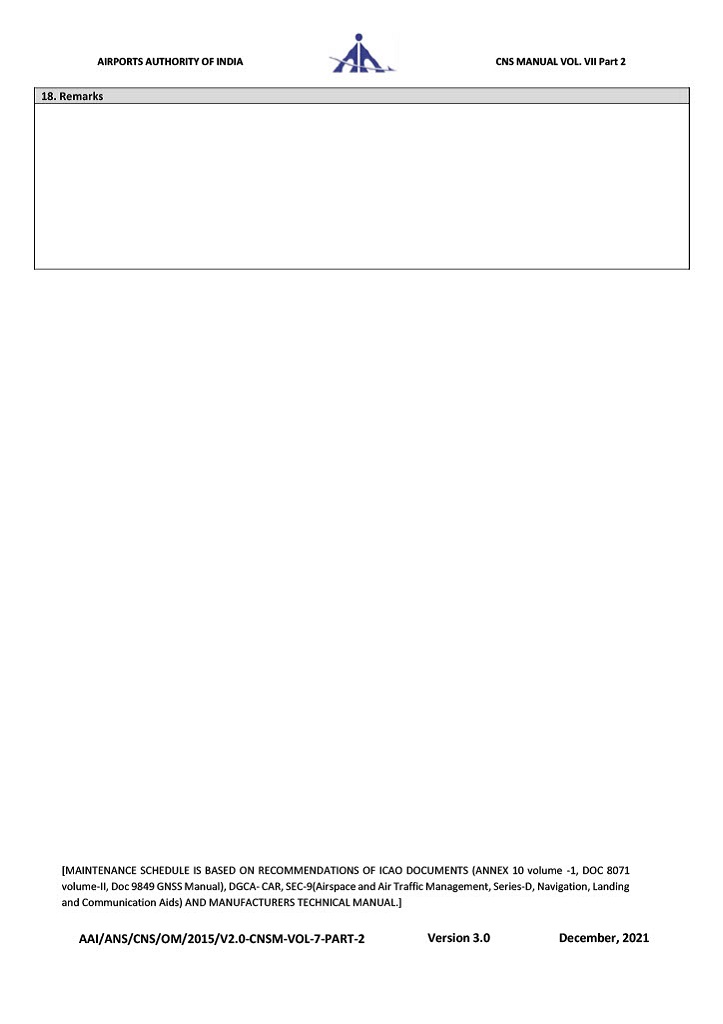 AIRPORTS AUTHORITY OF INDIA CNS MANUAL VOL. VII Part 2
18. Remarks
[MAINTENANCE SCHEDULE IS BASED ON RECOMMENDATIONS OF ICAO DOCUMENTS (ANNEX 10 volume -1, DOC 8071
volume-II, Doc 9849 GNSS Manual), DGCA- CAR, SEC-9(Airspace and Air Traffic Management, Series-D, Navigation, Landing
and Communication Aids) AND MANUFACTURERS TECHNICAL MANUAL.]
AAI/ANS/CNS/OM/2015/V2.0-CNSM-VOL-7-PART-2 Version 3.0 December, 2021